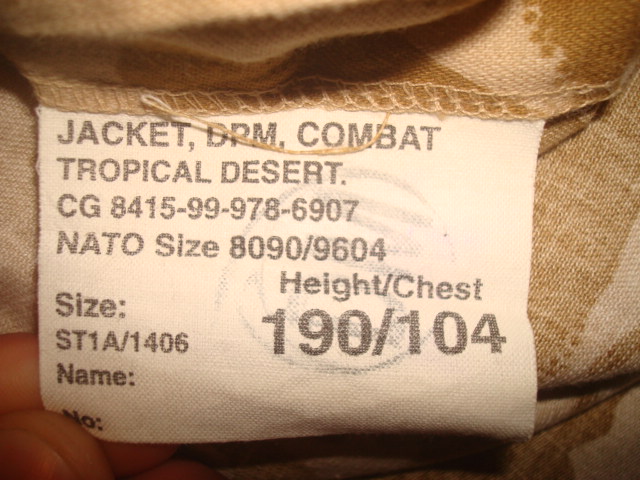 JACKET, DPM, COMBAT
TROPICAL DESERT.
CG 8415-99-978-6907
NATO Size 8090/9604
Height/Chest
Size: 190/104
ST1A/1406
Name:
No: